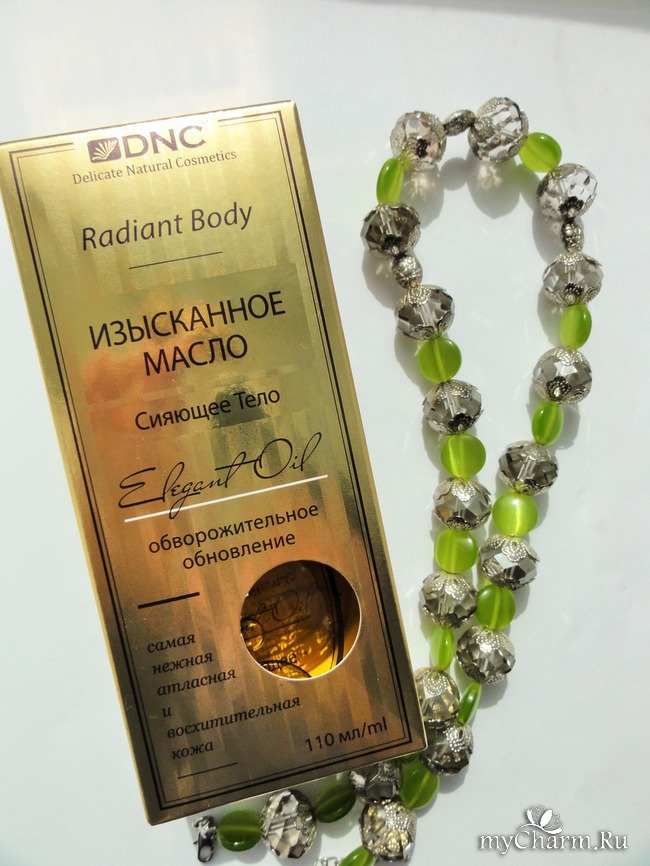 DNC
Delicate Natural Cosmetics
Radiant Body
ИЗЫСКАННОЕ
МАСЛО
Сияющее Тело
Elegant Oil
обворожительное
обновление
Oil
самая
нежная
атласная
и
восхитительная
кожа
110 мл/ml
myCharm.Ru